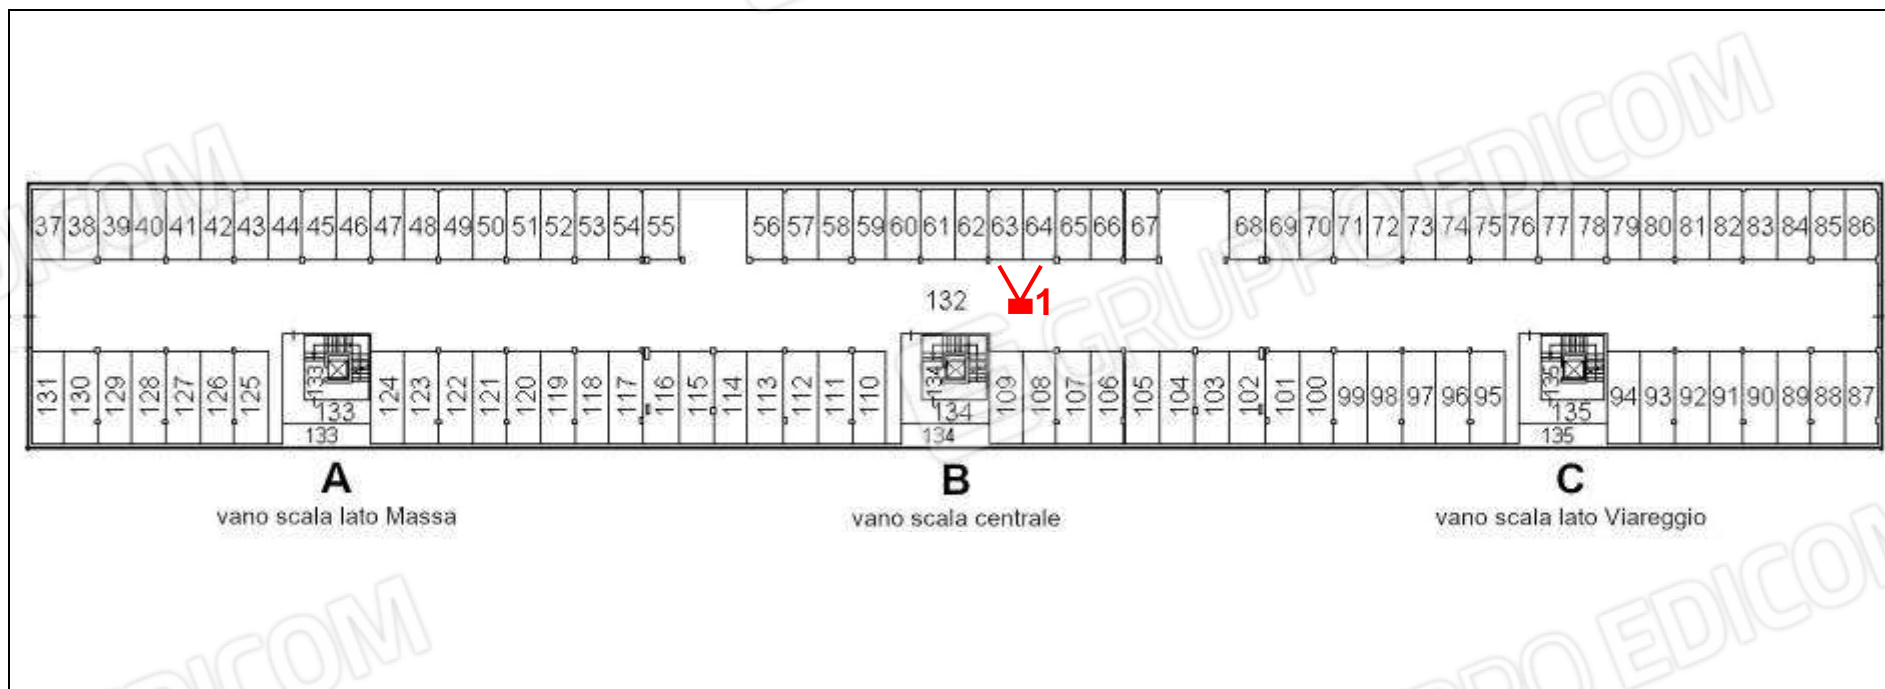 37 38 39 40 41 42 43 44 45 46 47 48 49 50 51 52 53 54 55 56 57 58 59 60 61 62 63 64 65 66 67 68 69 70 71 72 73 74 75 76 77 78 79 80 81 82 83 84 85 86
132 1
131 130 129 128 127 126 125 133 124 123 122 121 120 119 118 117 116 115 114 113 112 111 110 134 109 108 107 106 105 104 103 102 101 100 99 98 97 96 95 135 94 93 92 91 90 89 88 87
133 134 135
133 134 135
A B C
vano scala lato Massa vano scala centrale vano scala lato Viareggio
GRUPPO EDICOM
EDICOM
EDICOM
PPO EDICOM